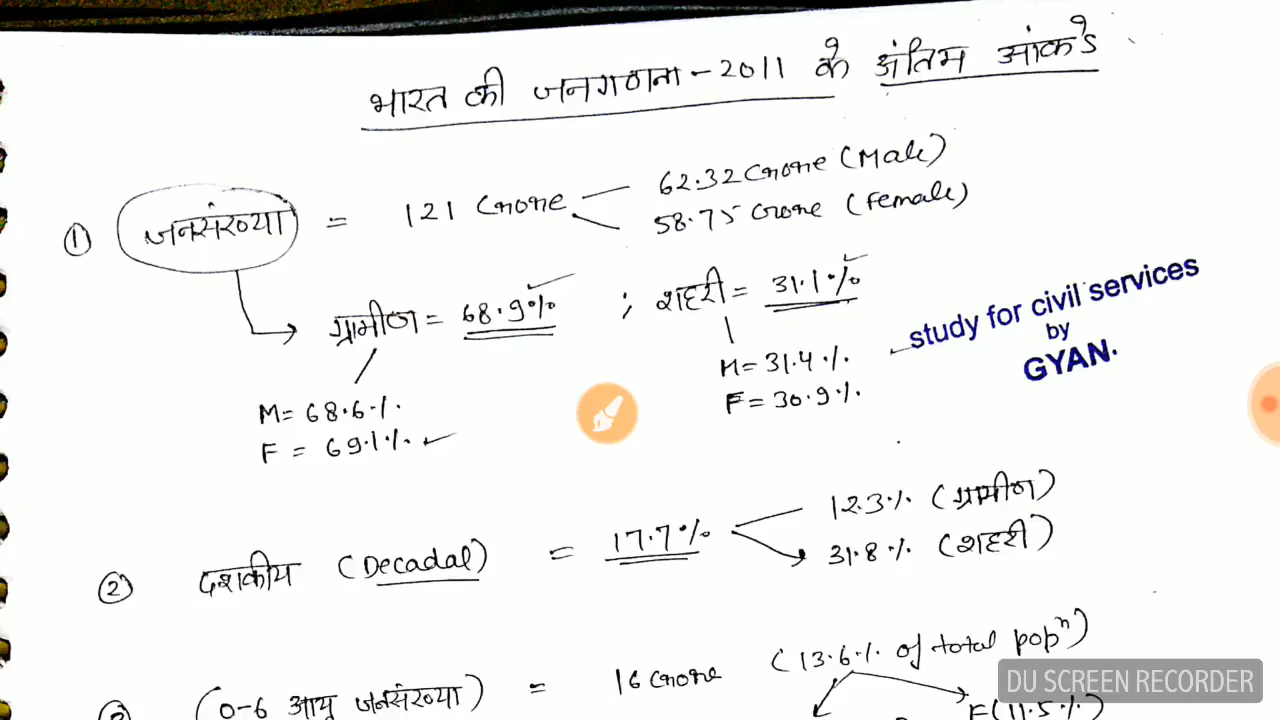 भारत की जनगणना - 2011 के अंतिम आंकडे
① जनसंख्या = 121 Crore
62.32 Crore (Male)
58.75 Crore (Female)
ग्रामीण = 68.9% ; शहरी = 31.1%
M = 68.6%
F = 69.1%
M = 31.4%
F = 30.9%
study for civil services
by
GYAN.
② दशकीय (Decadal) = 17.7%
12.3% (ग्रामीण)
31.8% (शहरी)
(0-6 आयु जनसंख्या) = 16 Crore (13.6% of total popⁿ)
F (11.5%)
DU SCREEN RECORDER